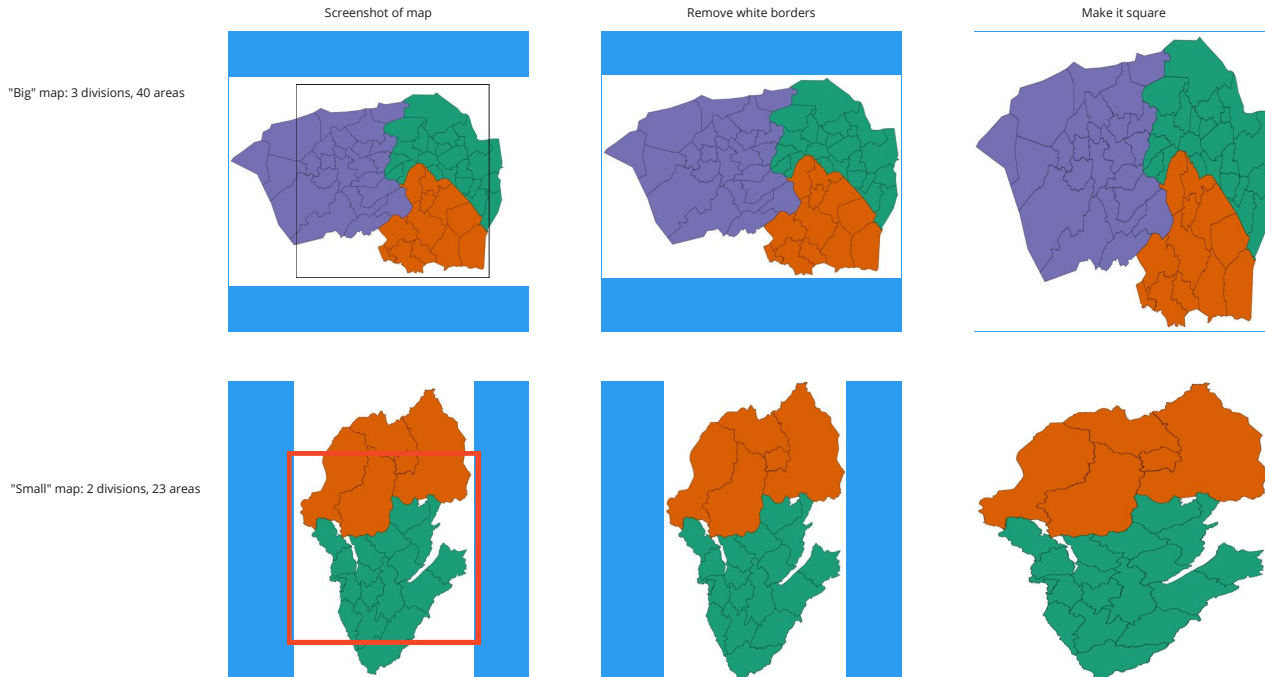 Screenshot of map
Remove white borders
Make it square
"Big" map: 3 divisions, 40 areas
"Small" map: 2 divisions, 23 areas